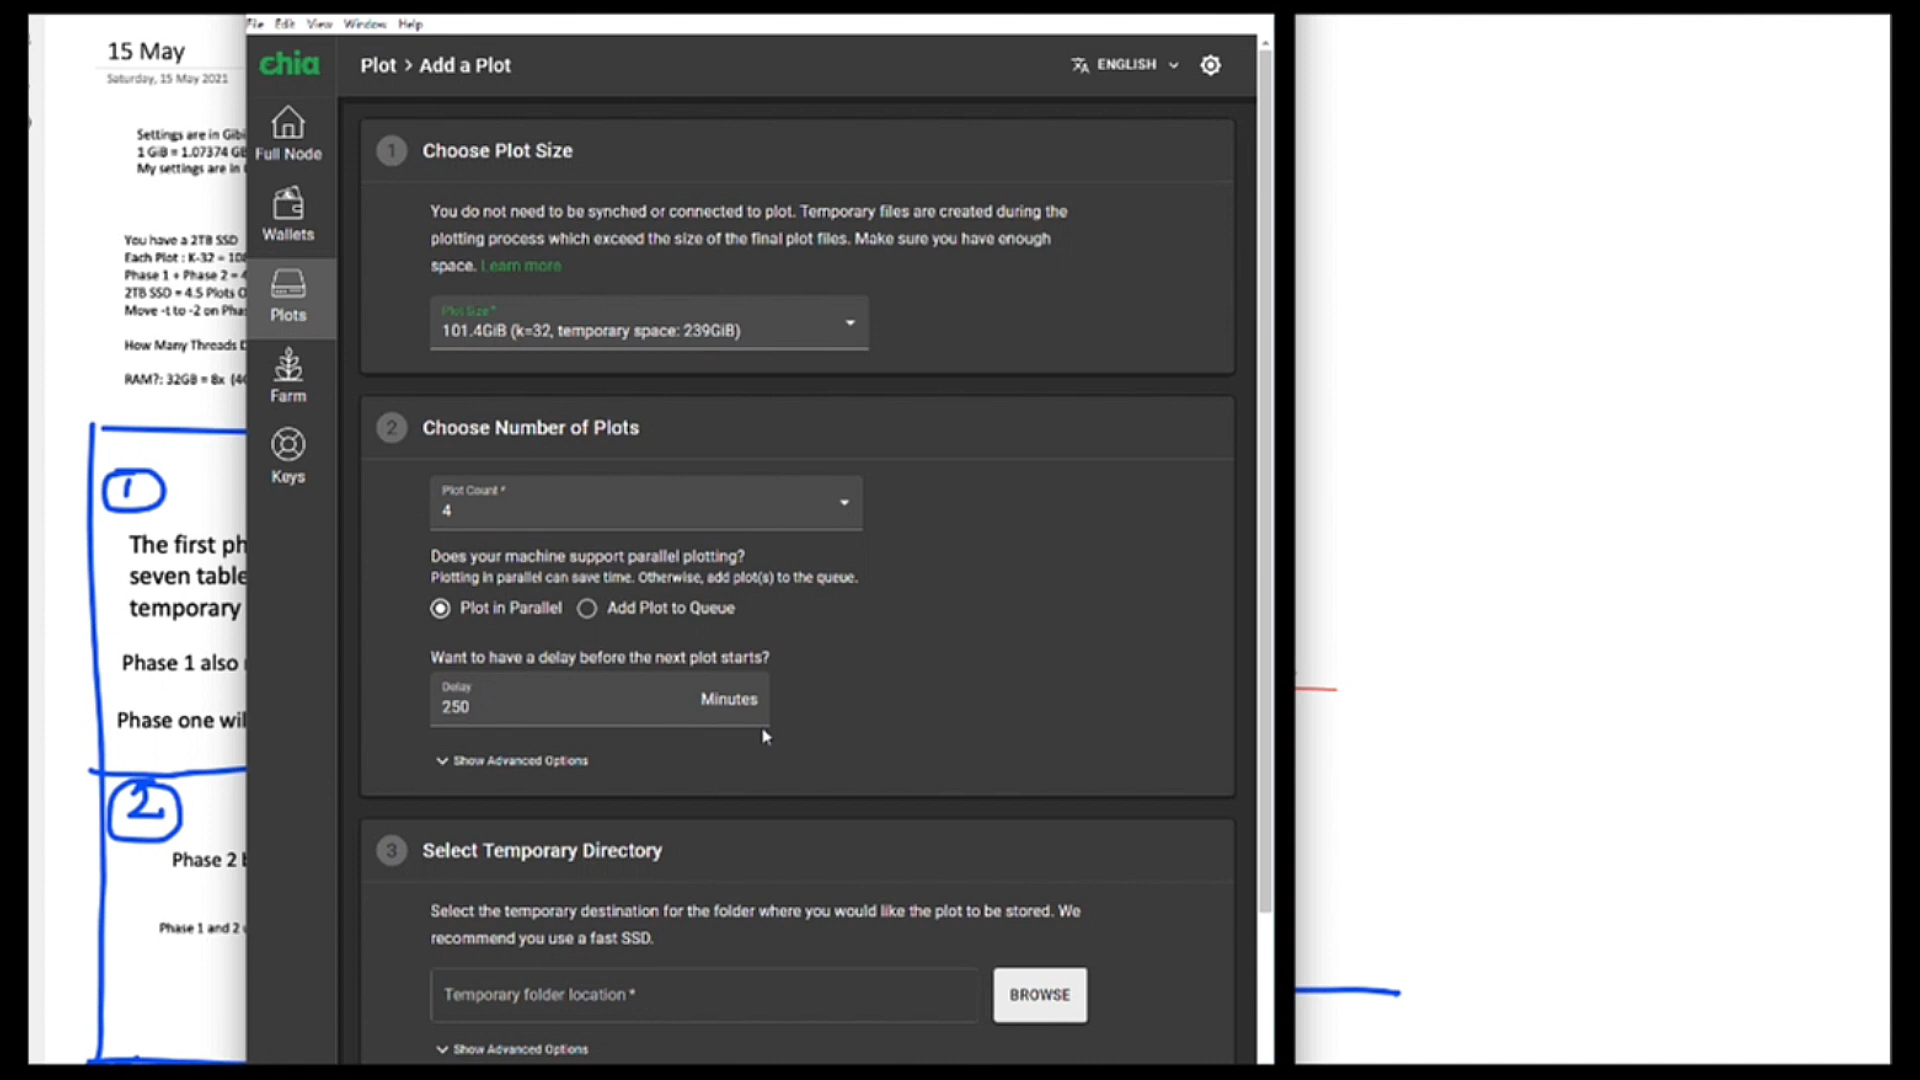 15 May
Saturday, 15 May 2021
Settings are in Gibi
1 GiB = 1.07374 GB
My settings are in
You have a 2TB SSD
Each Plot : K-32 = 108
Phase 1 + Phase 2 = 4
2TB SSD = 4.5 Plots O
Move -t to -2 on Pha
How Many Threads D
RAM?: 32GB = 8x (40
1
The first ph
seven table
temporary
Phase 1 also
Phase one wil
2
Phase 2 b
Phase 1 and 2
File Edit View Window Help
chia
Full Node
Wallets
Plots
Farm
Keys
Plot > Add a Plot
ENGLISH
1 Choose Plot Size
You do not need to be synched or connected to plot. Temporary files are created during the
plotting process which exceed the size of the final plot files. Make sure you have enough
space. Learn more
Plot Size *
101.4GiB (k=32, temporary space: 239GiB)
2 Choose Number of Plots
Plot Count *
4
Does your machine support parallel plotting?
Plotting in parallel can save time. Otherwise, add plot(s) to the queue.
Plot in Parallel Add Plot to Queue
Want to have a delay before the next plot starts?
Delay
250 Minutes
Show Advanced Options
3 Select Temporary Directory
Select the temporary destination for the folder where you would like the plot to be stored. We
recommend you use a fast SSD.
Temporary folder location * BROWSE
Show Advanced Options